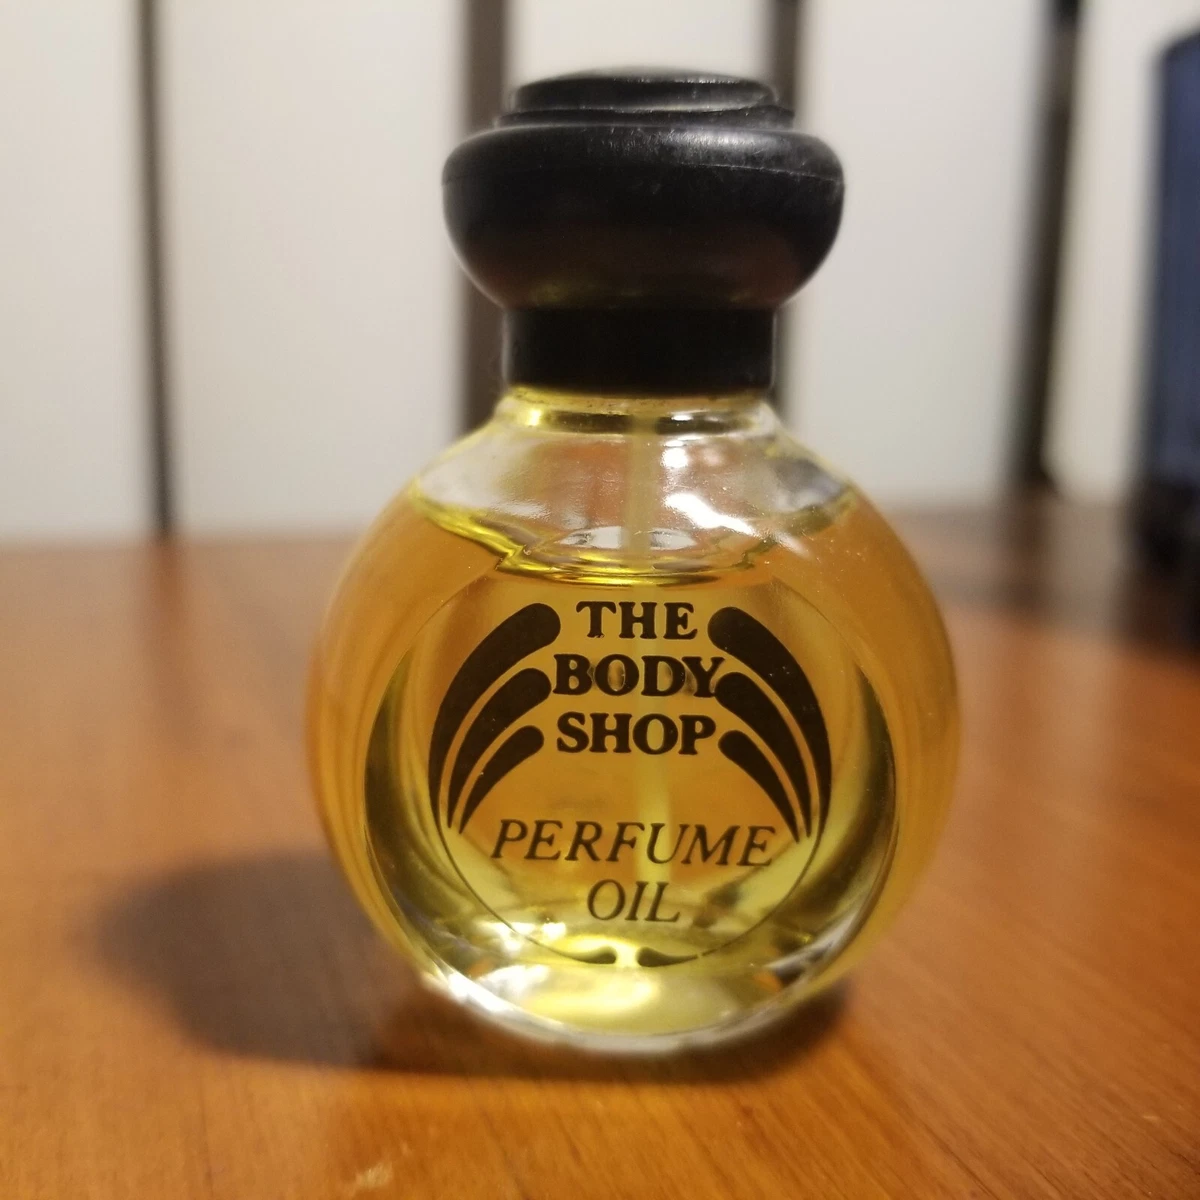 THE
BODY
SHOP
PERFUME
OIL